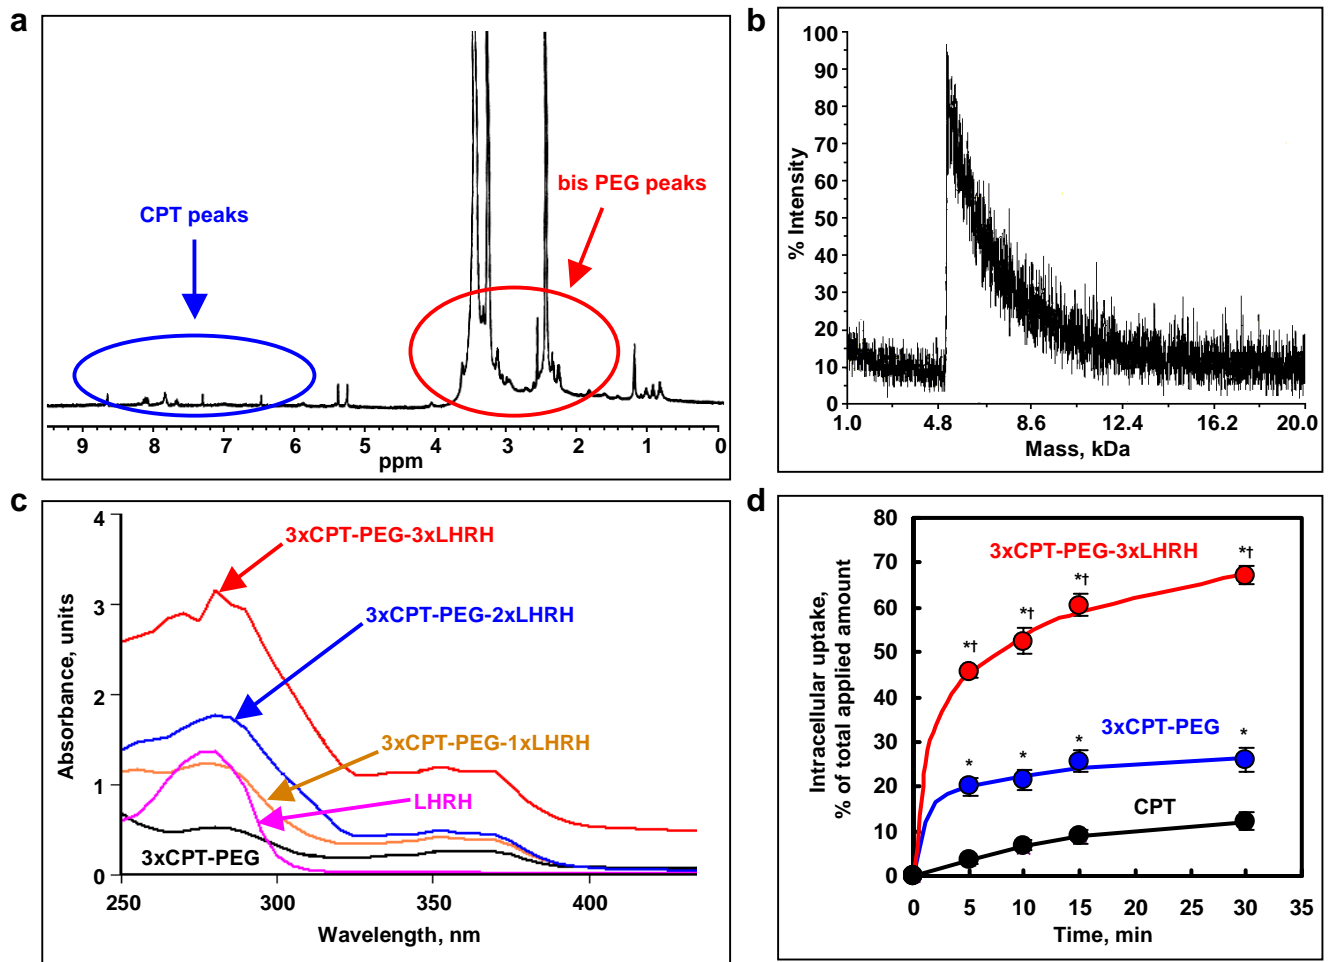 a
CPT peaks
bis PEG peaks
9 8 7 6 5 4 3 2 1 0
ppm
b
100
90
80
70
60
50
40
30
20
10
0
% Intensity
1.0 4.8 8.6 12.4 16.2 20.0
Mass, kDa
c
4
3
2
1
0
Absorbance, units
3xCPT-PEG-3xLHRH
3xCPT-PEG-2xLHRH
3xCPT-PEG-1xLHRH
LHRH
3xCPT-PEG
250 300 350 400
Wavelength, nm
d
80
70
60
50
40
30
20
10
0
Intracellular uptake,
% of total applied amount
3xCPT-PEG-3xLHRH
*† *† *† *†
3xCPT-PEG
* * * *
CPT
0 5 10 15 20 25 30 35
Time, min